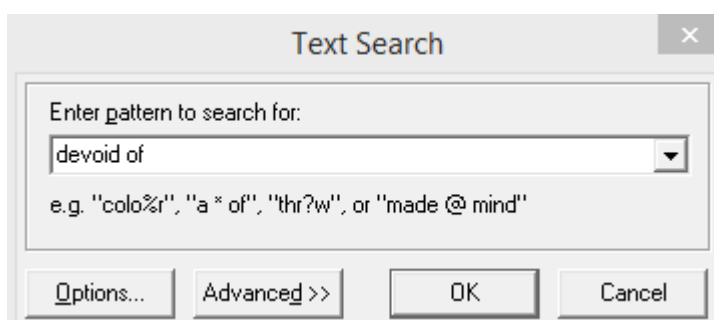 Text Search
Enter pattern to search for:
devoid of
e.g. "colo%r", "a * of", "thr?w", or "made @ mind"
Options... Advanced >> OK Cancel